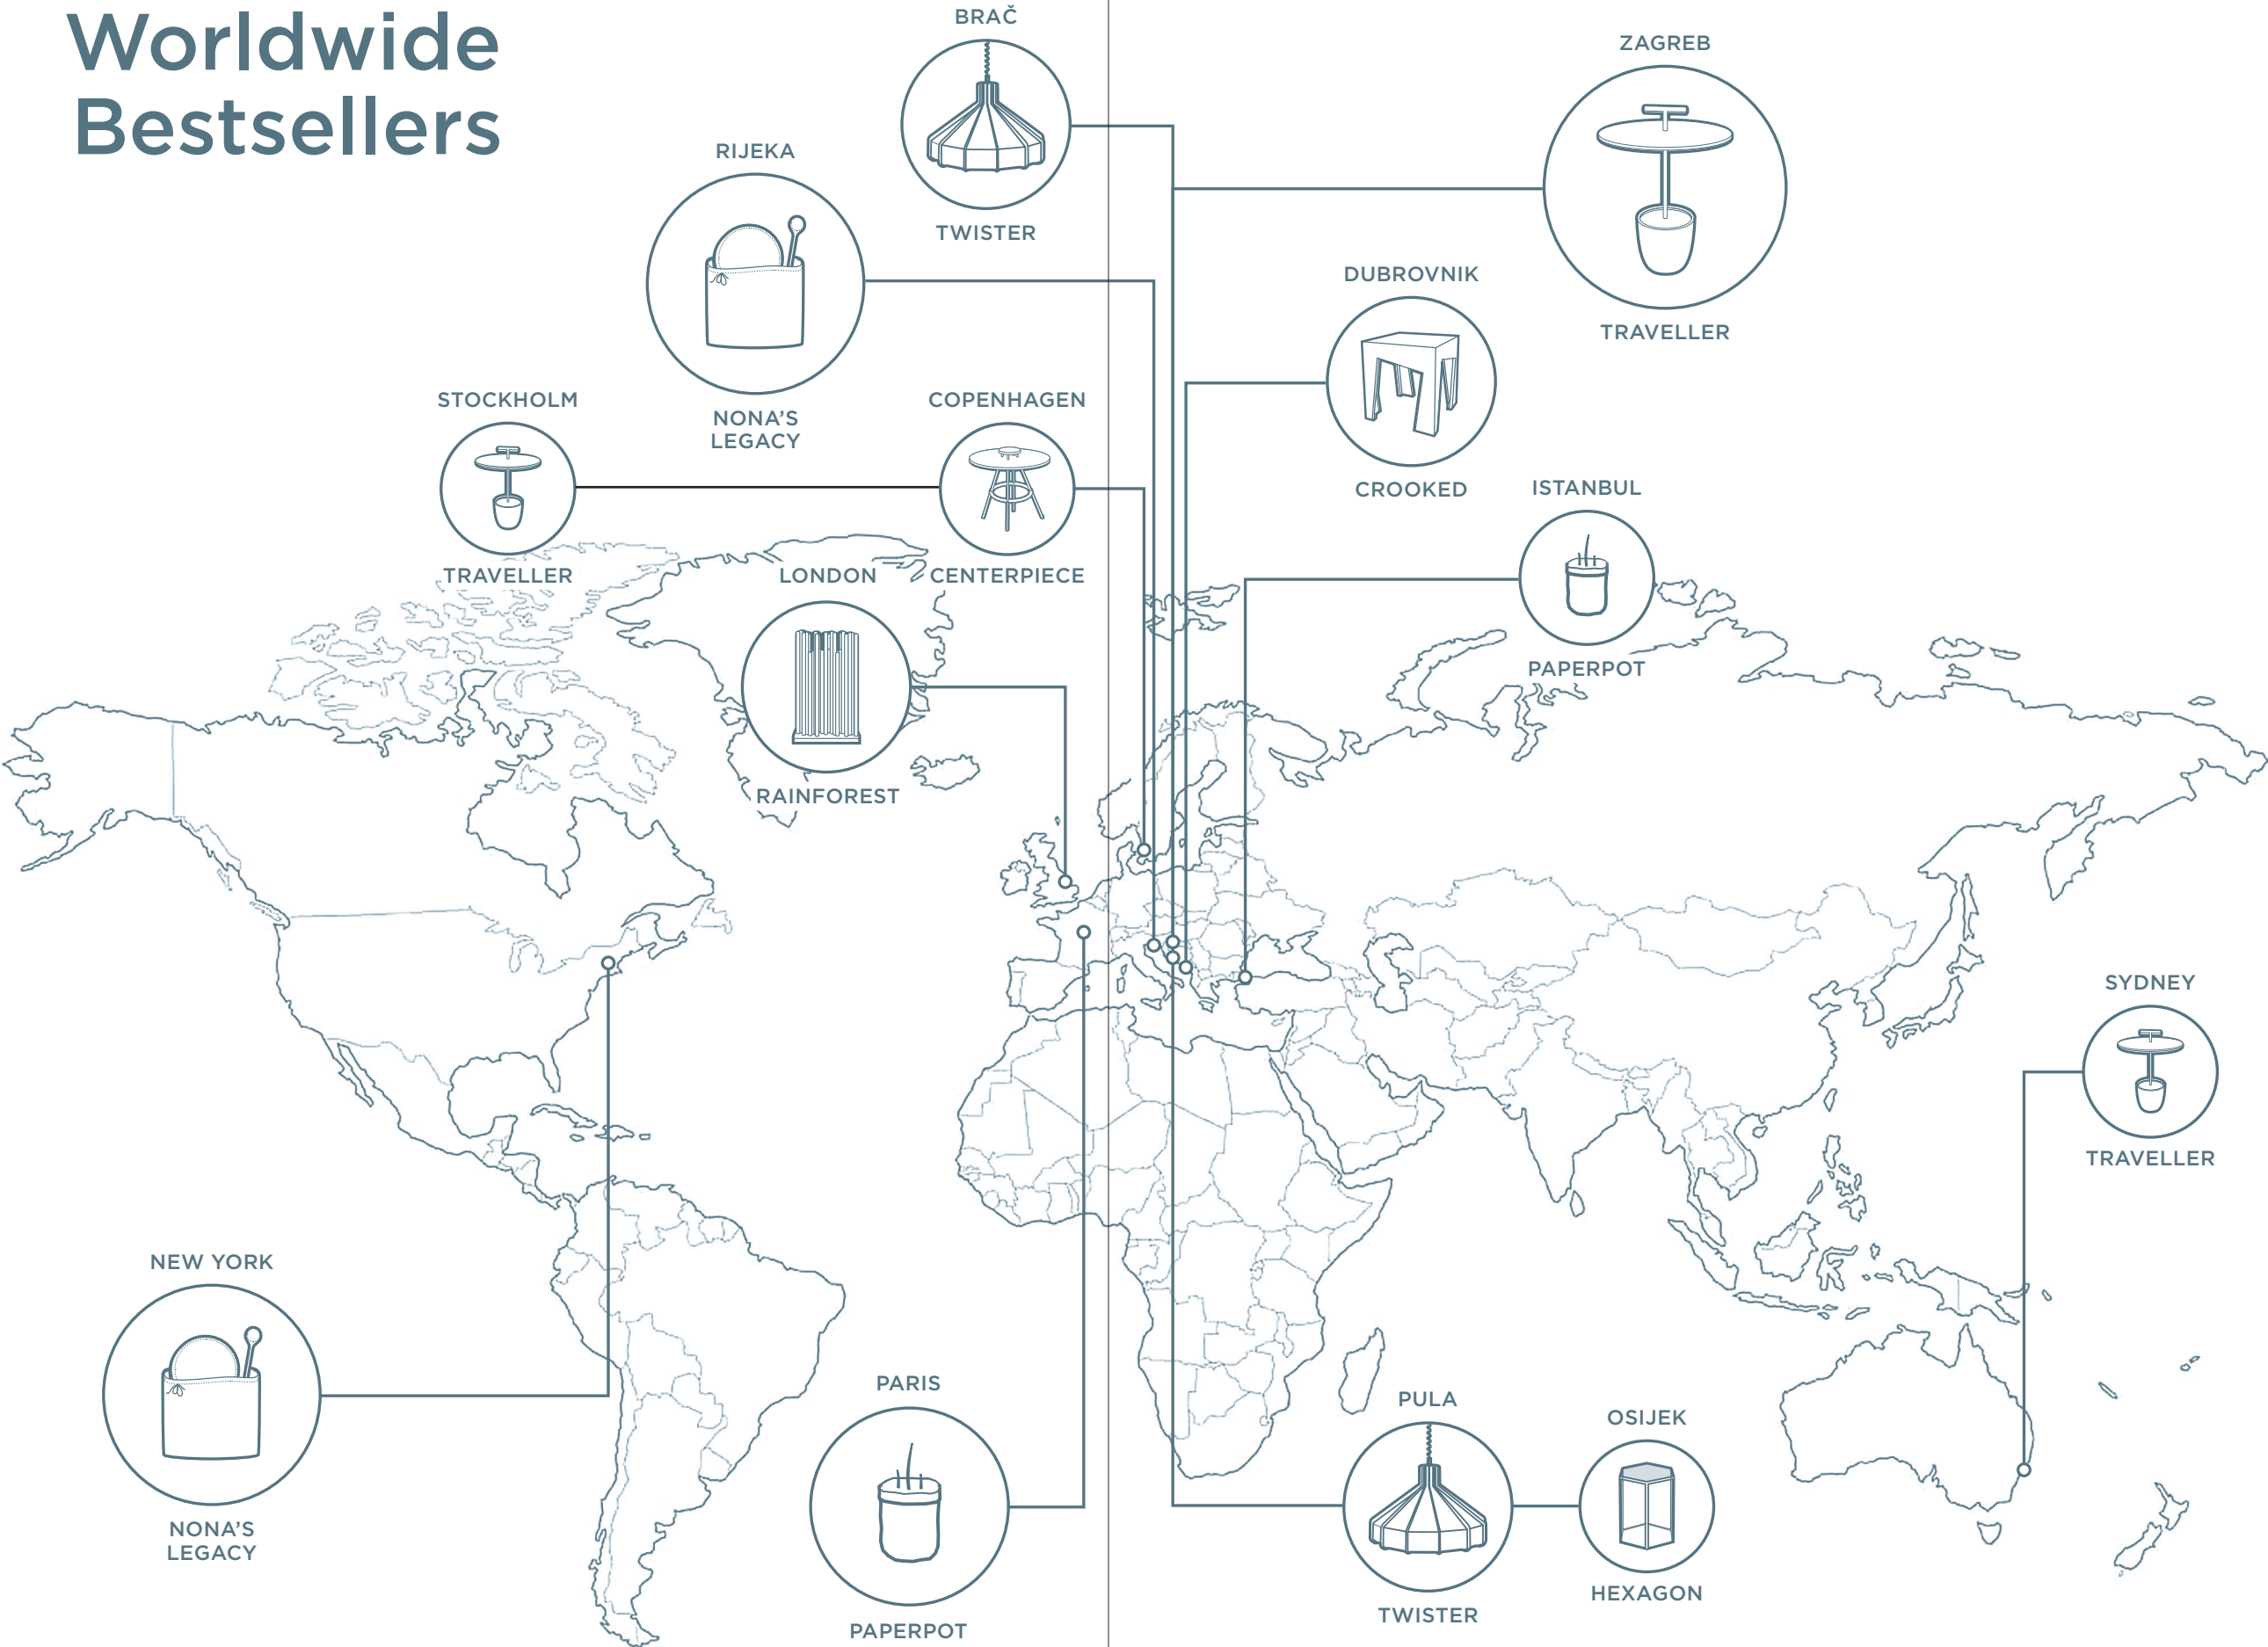 Worldwide
Bestsellers
BRAČ
TWISTER
ZAGREB
TRAVELLER
RIJEKA
NONA'S
LEGACY
DUBROVNIK
CROOKED
STOCKHOLM
TRAVELLER
COPENHAGEN
CENTERPIECE
ISTANBUL
PAPERPOT
LONDON
RAINFOREST
SYDNEY
TRAVELLER
NEW YORK
NONA'S
LEGACY
PARIS
PAPERPOT
PULA
TWISTER
OSIJEK
HEXAGON